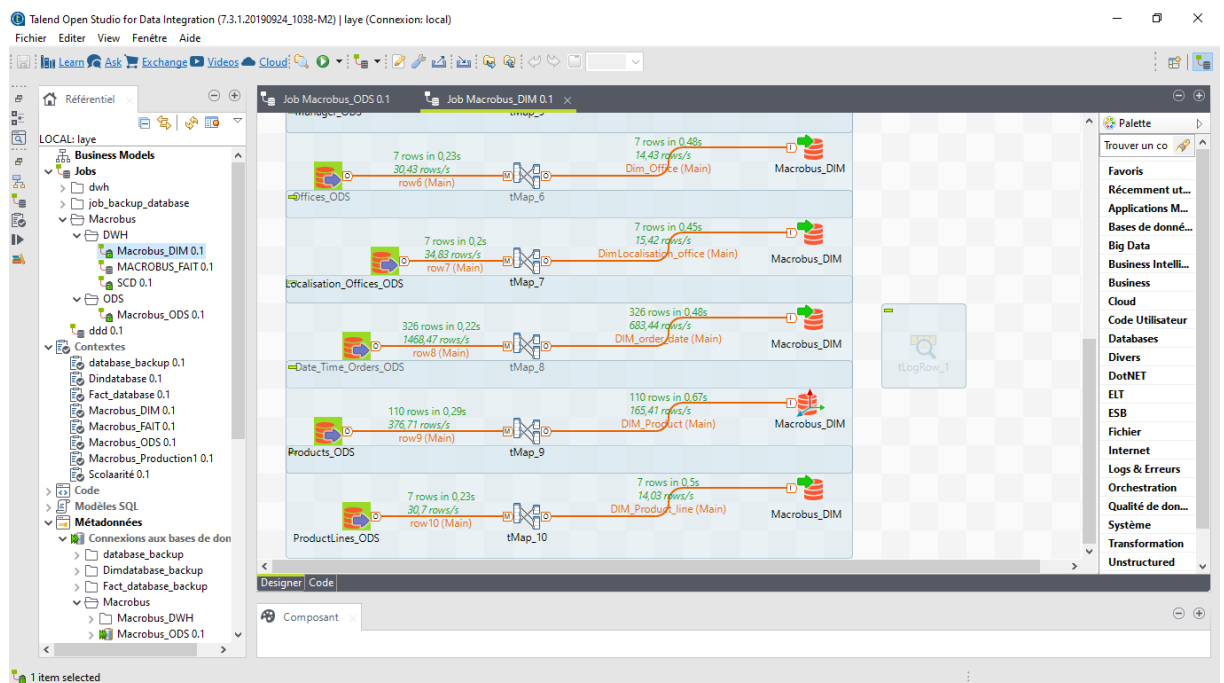 Talend Open Studio for Data Integration (7.3.1.20190924_1038-M2) | laye (Connexion: local)
Fichier Editer View Fenêtre Aide
Learn Ask Exchange Videos Cloud
Référentiel
LOCAL: laye
Business Models
Jobs
dwh
job_backup_database
Macrobus
DWH
Macrobus_DIM 0.1
MACROBUS_FAIT 0.1
SCD 0.1
ODS
Macrobus_ODS 0.1
ddd 0.1
Contextes
database_backup 0.1
Dindatabase 0.1
Fact_database 0.1
Macrobus_DIM 0.1
Macrobus_FAIT 0.1
Macrobus_ODS 0.1
Macrobus_Production1 0.1
Scolaarité 0.1
Code
Modèles SQL
Métadonnées
Connexions aux bases de don
database_backup
Dimdatabase_backup
Fact_database_backup
Macrobus
Macrobus_DWH
Macrobus_ODS 0.1
Job Macrobus_ODS 0.1
Job Macrobus_DIM 0.1
Manager_ODS
7 rows in 0,23s
30,43 rows/s
row6 (Main)
7 rows in 0,48s
14,43 rows/s
Dim_Office (Main)
Macrobus_DIM
Offices_ODS
tMap_6
7 rows in 0,2s
34,83 rows/s
row7 (Main)
7 rows in 0,45s
15,42 rows/s
DimLocalisation_office (Main)
Macrobus_DIM
Localisation_Offices_ODS
tMap_7
326 rows in 0,22s
1468,47 rows/s
row8 (Main)
326 rows in 0,48s
683,44 rows/s
DIM_order_date (Main)
Macrobus_DIM
Date_Time_Orders_ODS
tMap_8
110 rows in 0,29s
376,71 rows/s
row9 (Main)
110 rows in 0,67s
165,41 rows/s
DIM_Product (Main)
Macrobus_DIM
Products_ODS
tMap_9
7 rows in 0,23s
30,7 rows/s
row10 (Main)
7 rows in 0,5s
14,03 rows/s
DIM_Product_line (Main)
Macrobus_DIM
ProductLines_ODS
tMap_10
tLogRow_1
Designer Code
Composant
Palette
Trouver un co
Favoris
Récemment ut...
Applications M...
Bases de donné...
Big Data
Business Intelli...
Business
Cloud
Code Utilisateur
Databases
Divers
DotNET
ELT
ESB
Fichier
Internet
Logs & Erreurs
Orchestration
Qualité de don...
Système
Transformation
Unstructured
1 item selected